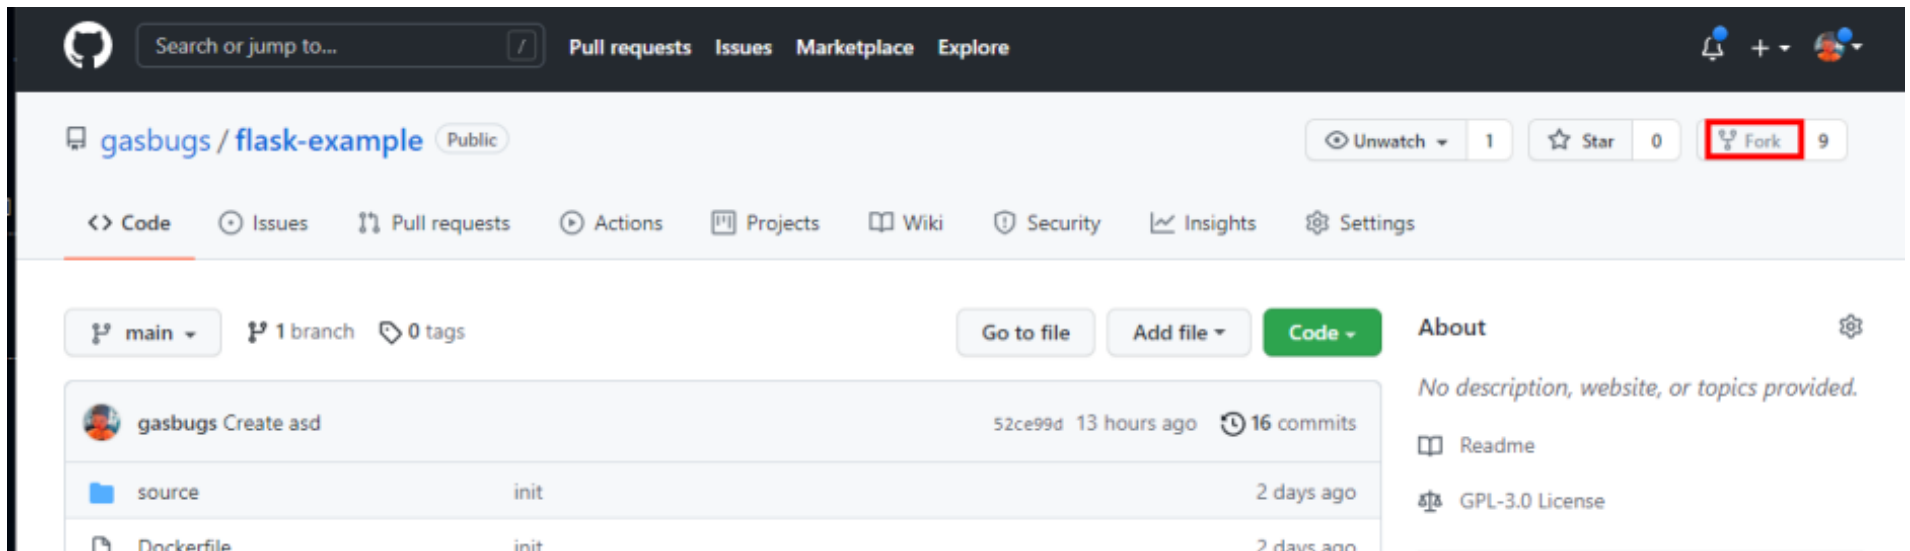 Search or jump to... / Pull requests Issues Marketplace Explore
gasbugs / flask-example Public Unwatch 1 Star 0 Fork 9
<> Code Issues Pull requests Actions Projects Wiki Security Insights Settings
main 1 branch 0 tags Go to file Add file Code About
No description, website, or topics provided.
gasbugs Create asd 52ce99d 13 hours ago 16 commits
Readme
source init 2 days ago
GPL-3.0 License
Dockerfile init 2 days ago